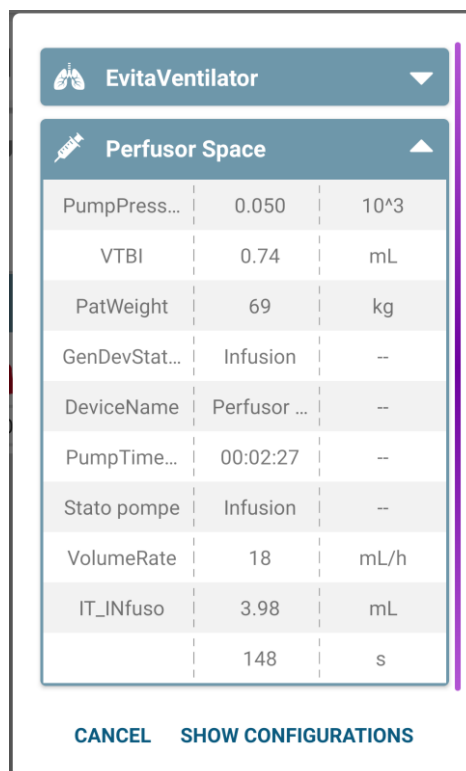 EvitaVentilator
Perfusor Space
PumpPress... 0.050 10^3
VTBI 0.74 mL
PatWeight 69 kg
GenDevStat... Infusion --
DeviceName Perfusor ... --
PumpTime... 00:02:27 --
Stato pompe Infusion --
VolumeRate 18 mL/h
IT_INfuso 3.98 mL
148 s
CANCEL SHOW CONFIGURATIONS